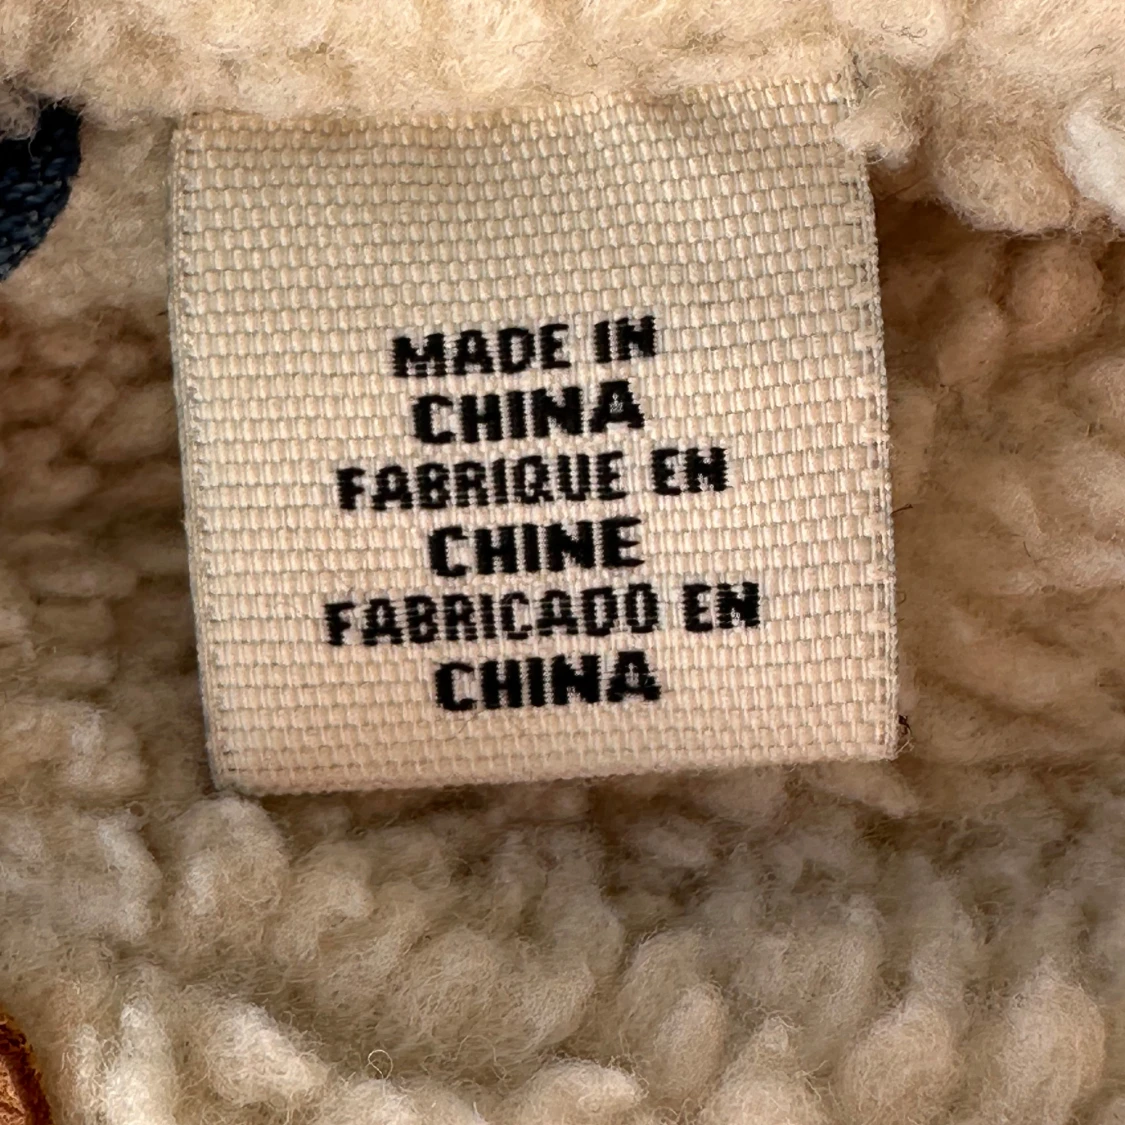 MADE IN
CHINA
FABRIQUE EN
CHINE
FABRICADO EN
CHINA